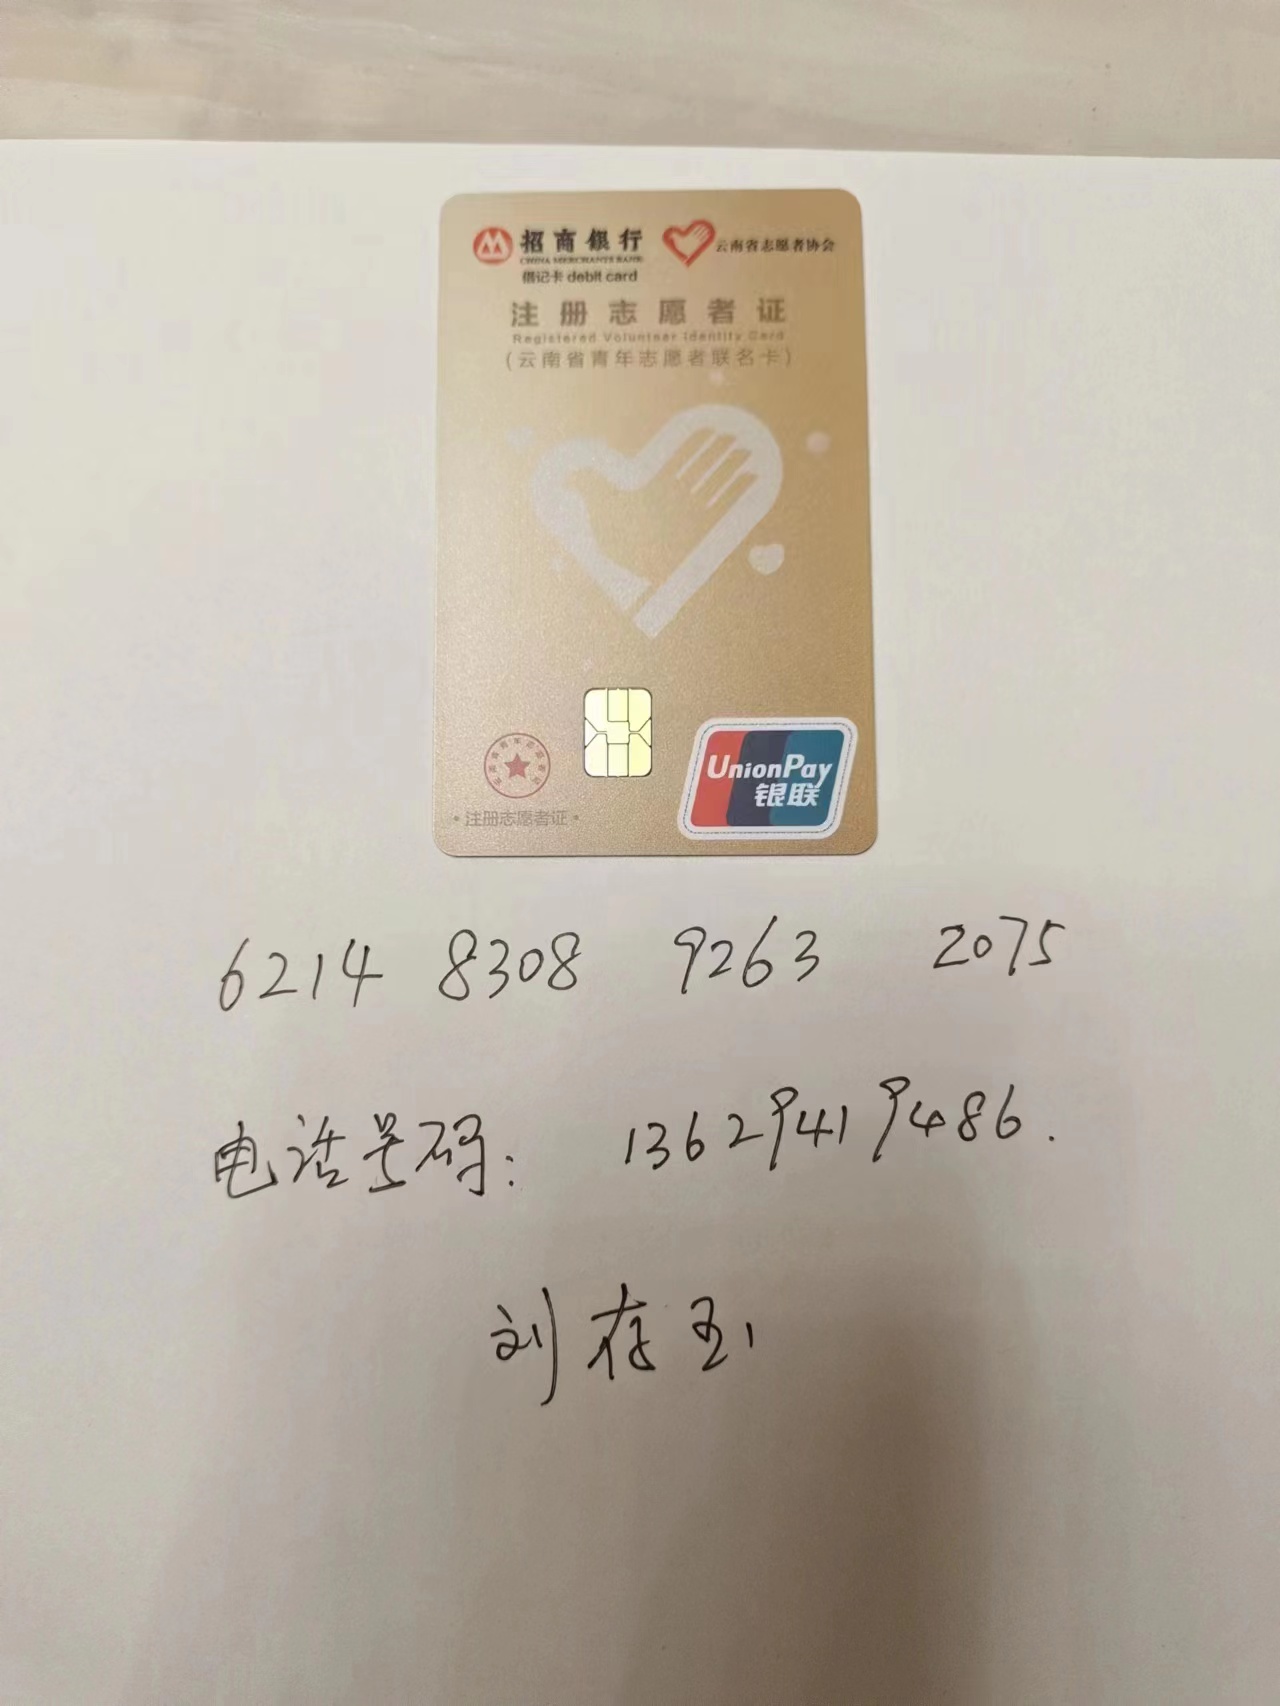 招商银行 云南省志愿者协会
CHINA MERCHANTS BANK
借记卡 debit card
注册志愿者证
Registered Volunteer Identity Card
(云南省青年志愿者联名卡)
UnionPay
银联
·注册志愿者证·
6214 8308 9263 2075
电话号码: 13629419486.
刘存玉